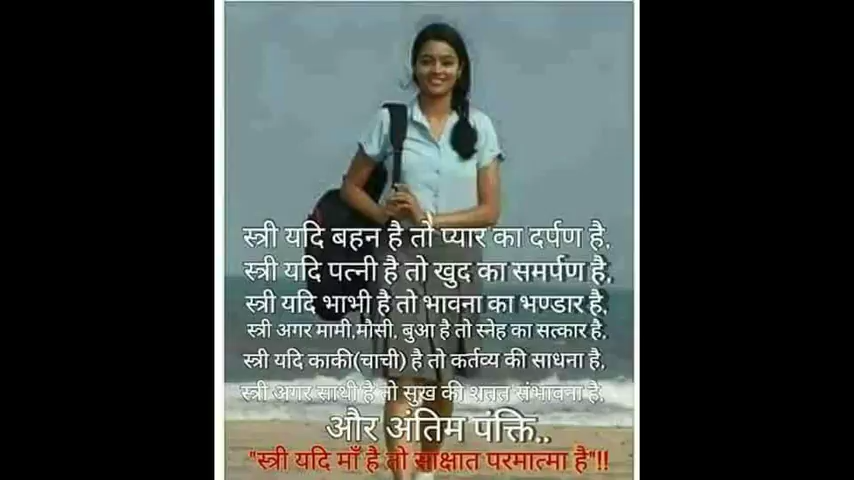 स्त्री यदि बहन है तो प्यार का दर्पण है,
स्त्री यदि पत्नी है तो खुद का समर्पण है,
स्त्री यदि भाभी है तो भावना का भण्डार है,
स्त्री अगर मामी,मौसी, बुआ है तो स्नेह का सत्कार है,
स्त्री यदि काकी(चाची) है तो कर्तव्य की साधना है,
स्त्री अगर साथी है तो सुख की शतत संभावना है,
और अंतिम पंक्ति..
"स्त्री यदि माँ है तो साक्षात परमात्मा है"!!